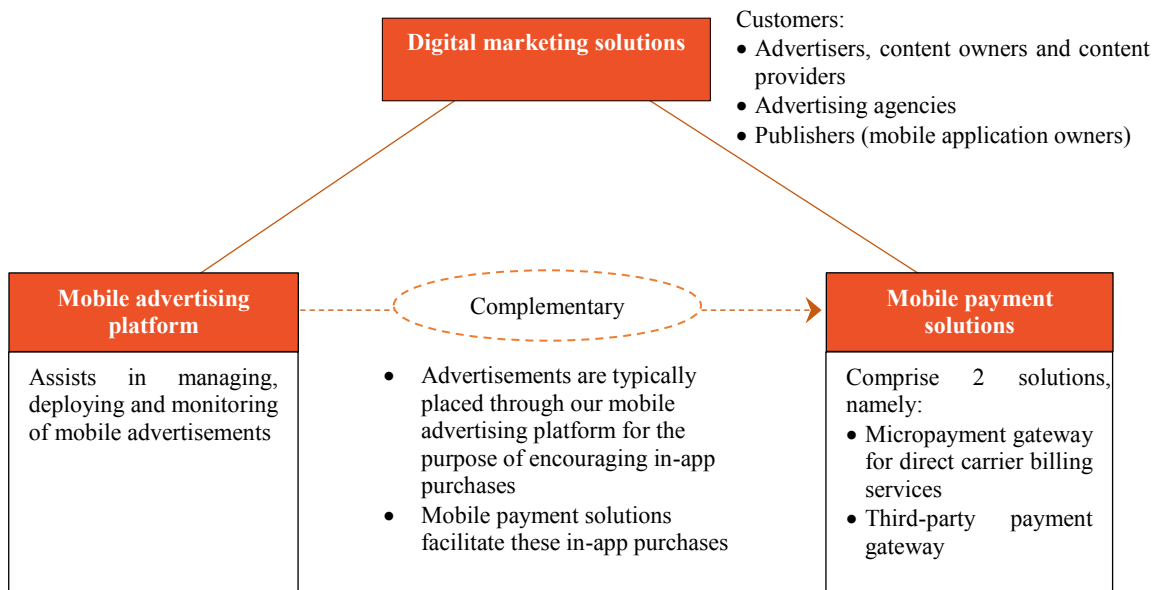 Digital marketing solutions
Customers:
• Advertisers, content owners and content
providers
• Advertising agencies
• Publishers (mobile application owners)
Mobile advertising
platform
Complementary
Mobile payment
solutions
Assists in managing,
deploying and monitoring
of mobile advertisements
• Advertisements are typically
placed through our mobile
advertising platform for the
purpose of encouraging in-app
purchases
• Mobile payment solutions
facilitate these in-app purchases
Comprise 2 solutions,
namely:
• Micropayment gateway
for direct carrier billing
services
• Third-party payment
gateway